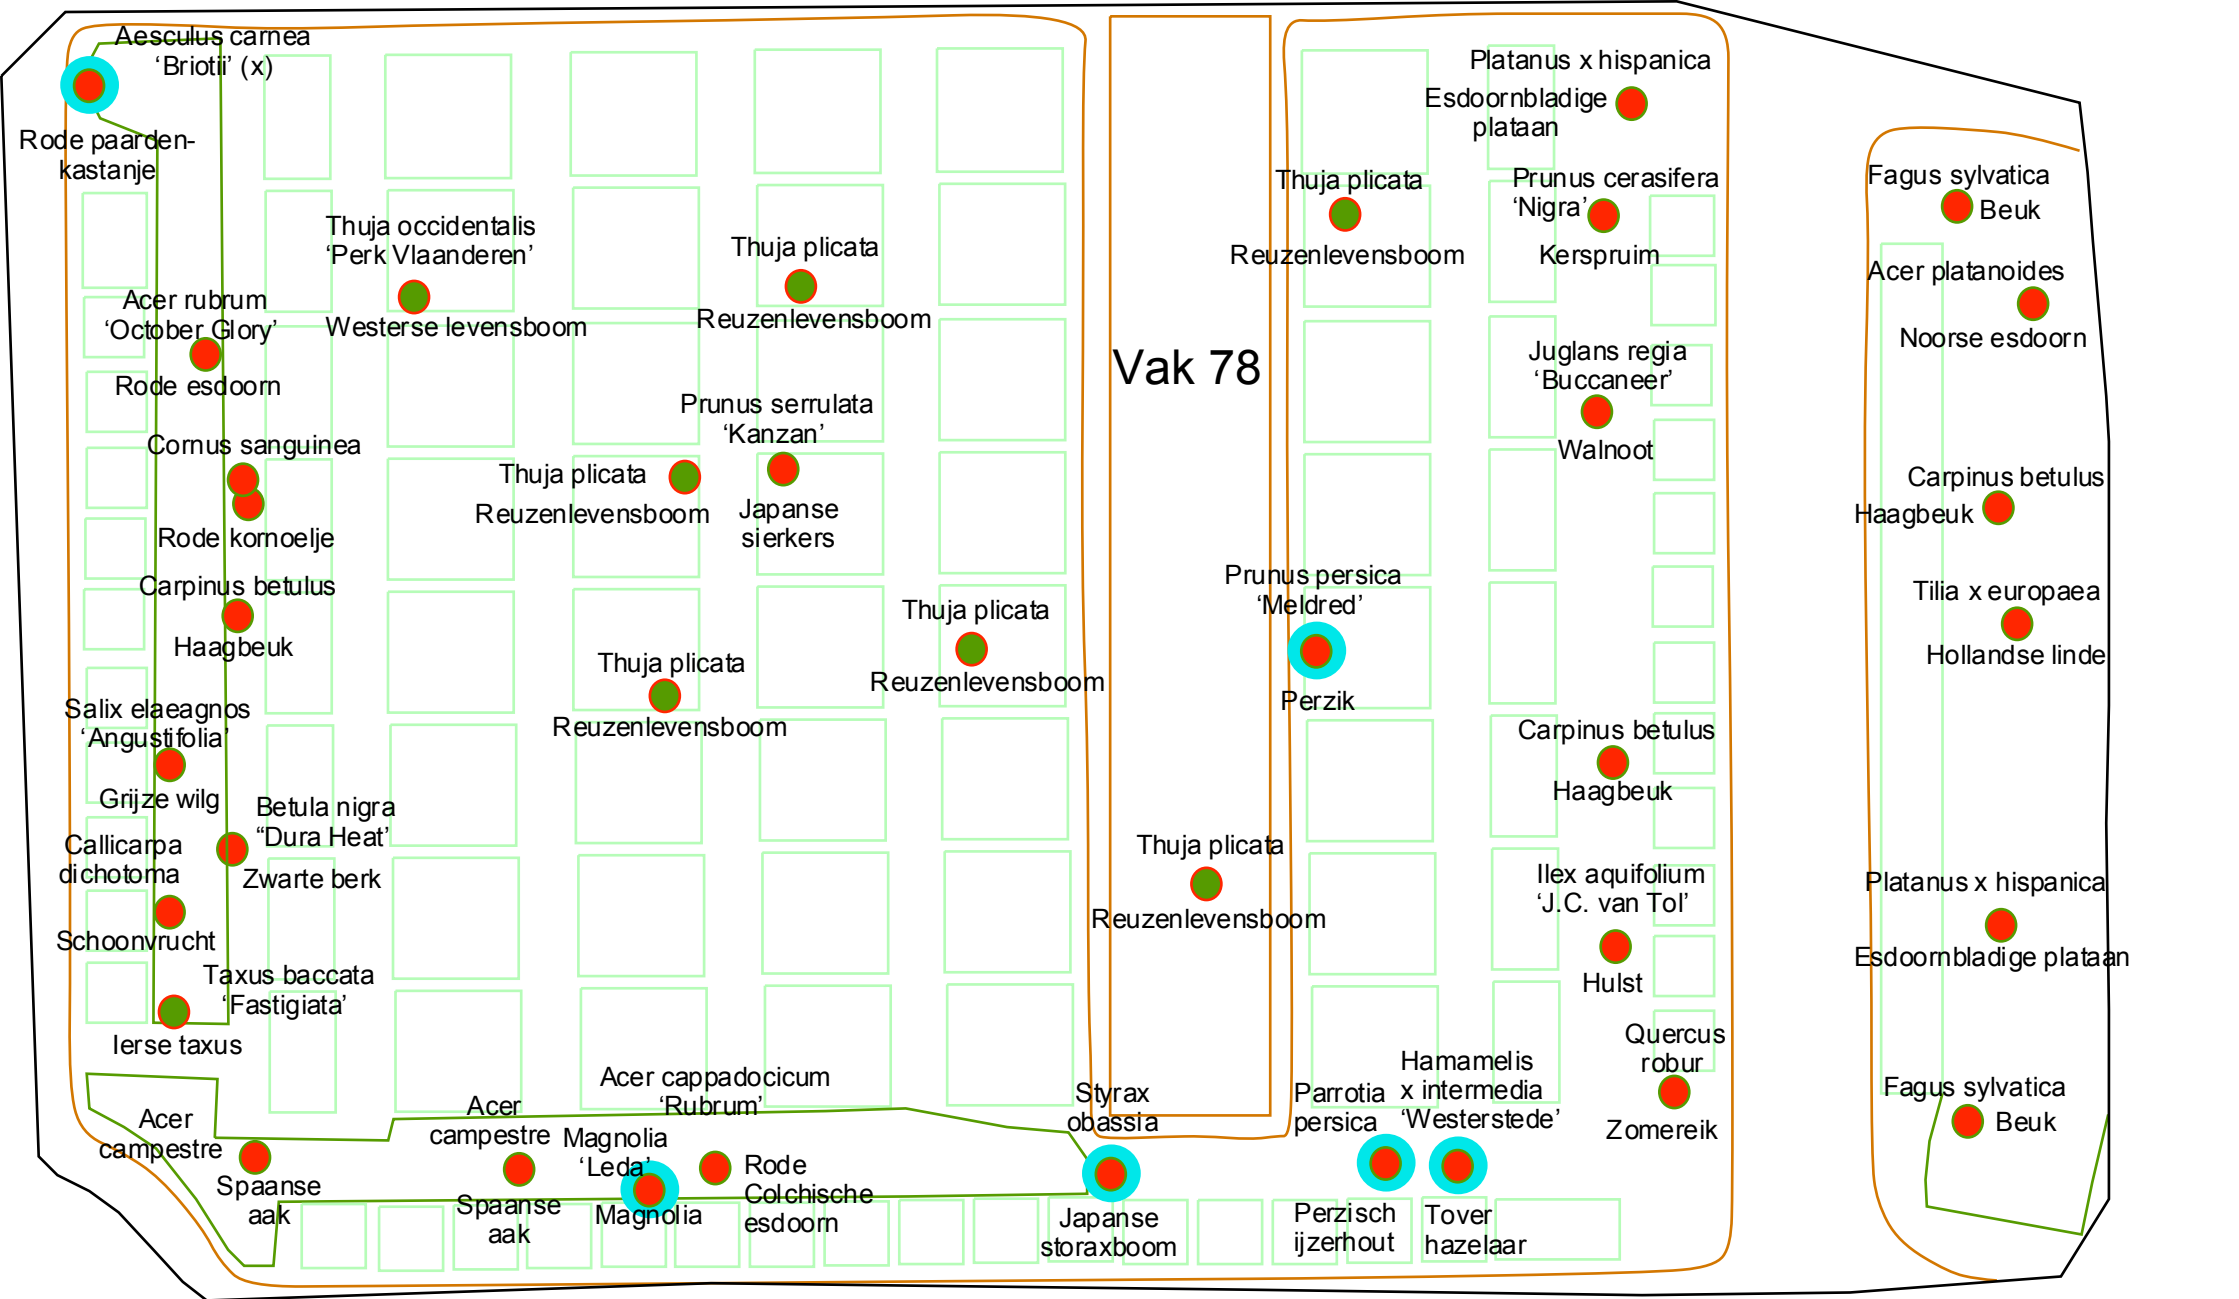 Aesculus carnea
‘Briotii’ (x)
Rode paarden-
kastanje
Acer rubrum
‘October Glory’
Rode esdoorn
Cornus sanguinea
Rode kornoelje
Carpinus betulus
Haagbeuk
Salix elaeagnos
‘Angustifolia’
Grijze wilg
Betula nigra
“Dura Heat’
Zwarte berk
Callicarpa
dichotoma
Schoonvrucht
Taxus baccata
‘Fastigiata’
Ierse taxus
Acer
campestre
Spaanse
aak
Thuja occidentalis
‘Perk Vlaanderen’
Westerse levensboom
Thuja plicata
Reuzenlevensboom
Prunus serrulata
‘Kanzan’
Japanse
sierkers
Thuja plicata
Reuzenlevensboom
Thuja plicata
Reuzenlevensboom
Thuja plicata
Reuzenlevensboom
Acer
campestre
Spaanse
aak
Magnolia
‘Leda’
Magnolia
Acer cappadocicum
‘Rubrum’
Rode
Colchische
esdoorn
Styrax
obassia
Japanse
storaxboom
Vak 78
Thuja plicata
Reuzenlevensboom
Thuja plicata
Reuzenlevensboom
Prunus persica
‘Meldred’
Perzik
Parrotia
persica
Perzisch
ijzerhout
Hamamelis
x intermedia
‘Westerstede’
Tover
hazelaar
Platanus x hispanica
Esdoornbladige
plataan
Prunus cerasifera
‘Nigra’
Kerspruim
Juglans regia
‘Buccaneer’
Walnoot
Carpinus betulus
Haagbeuk
Ilex aquifolium
‘J.C. van Tol’
Hulst
Quercus
robur
Zomereik
Fagus sylvatica
Beuk
Acer platanoides
Noorse esdoorn
Carpinus betulus
Haagbeuk
Tilia x europaea
Hollandse linde
Platanus x hispanica
Esdoornbladige plataan
Fagus sylvatica
Beuk